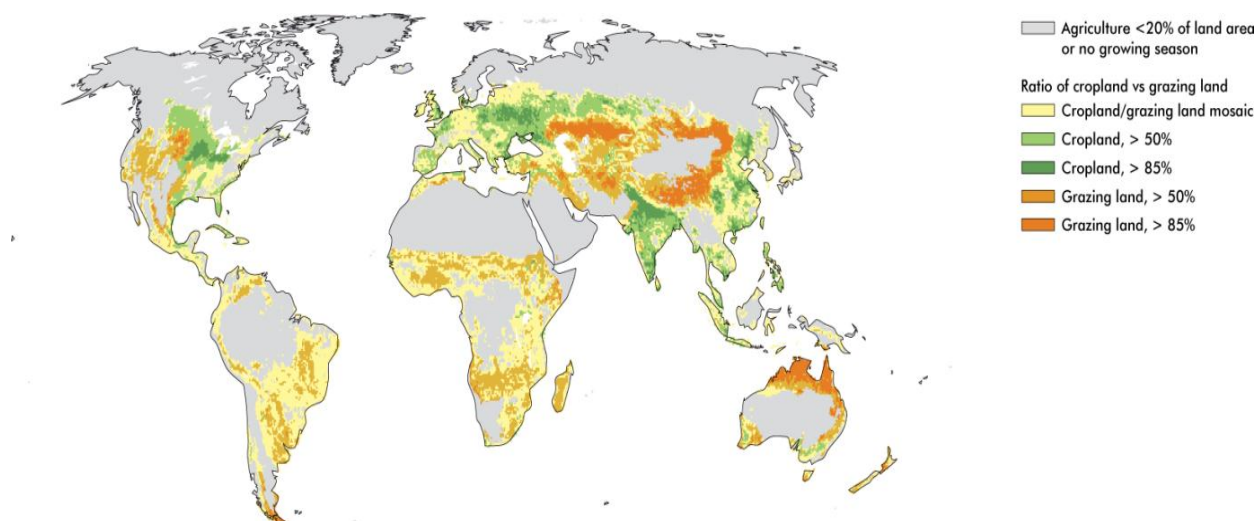 Agriculture <20% of land area
or no growing season
Ratio of cropland vs grazing land
Cropland/grazing land mosaic
Cropland, > 50%
Cropland, > 85%
Grazing land, > 50%
Grazing land, > 85%